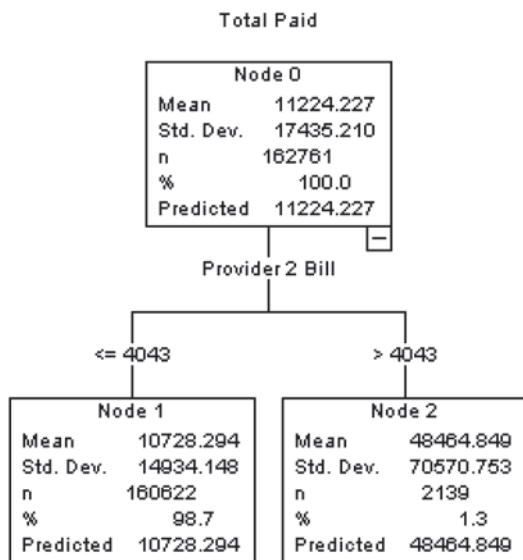 Total Paid
Node 0
Mean 11224.227
Std. Dev. 17435.210
n 162761
% 100.0
Predicted 11224.227
Provider 2 Bill
<= 4043
> 4043
Node 1
Mean 10728.294
Std. Dev. 14934.148
n 160622
% 98.7
Predicted 10728.294
Node 2
Mean 48464.849
Std. Dev. 70570.753
n 2139
% 1.3
Predicted 48464.849